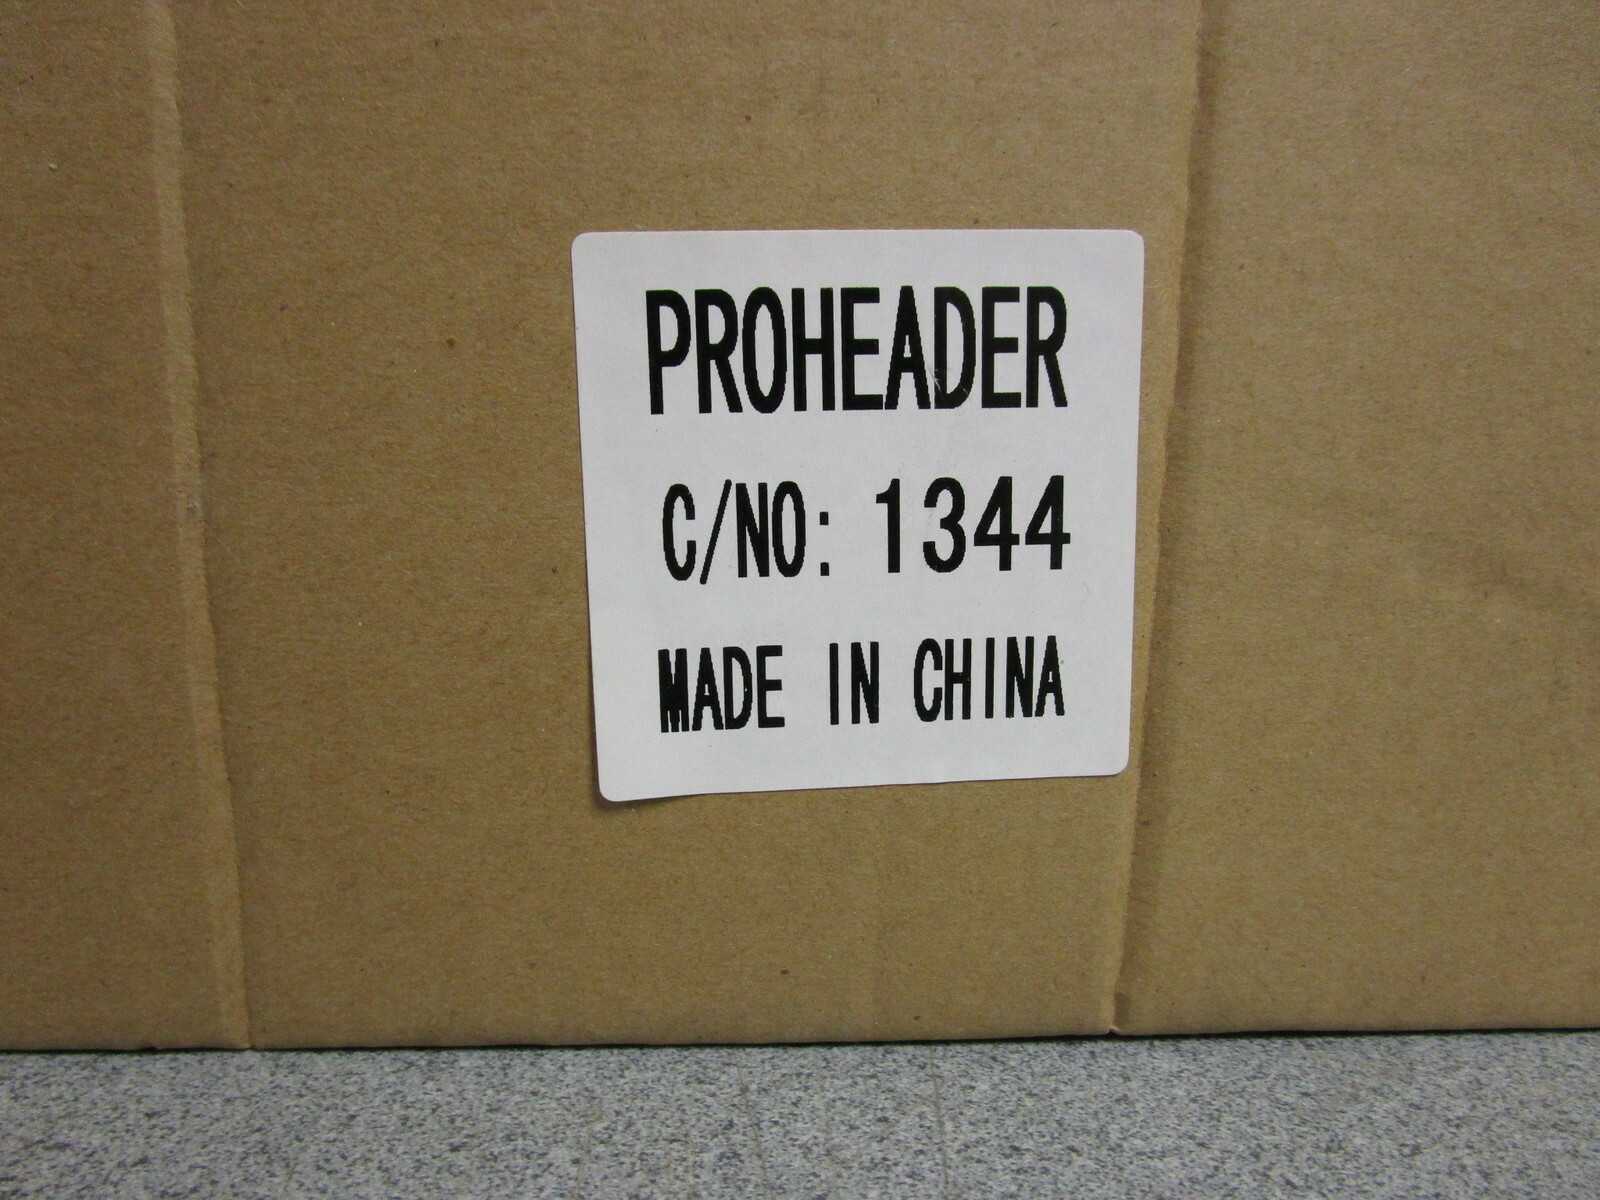 PROHEADER
C/NO: 1344
MADE IN CHINA